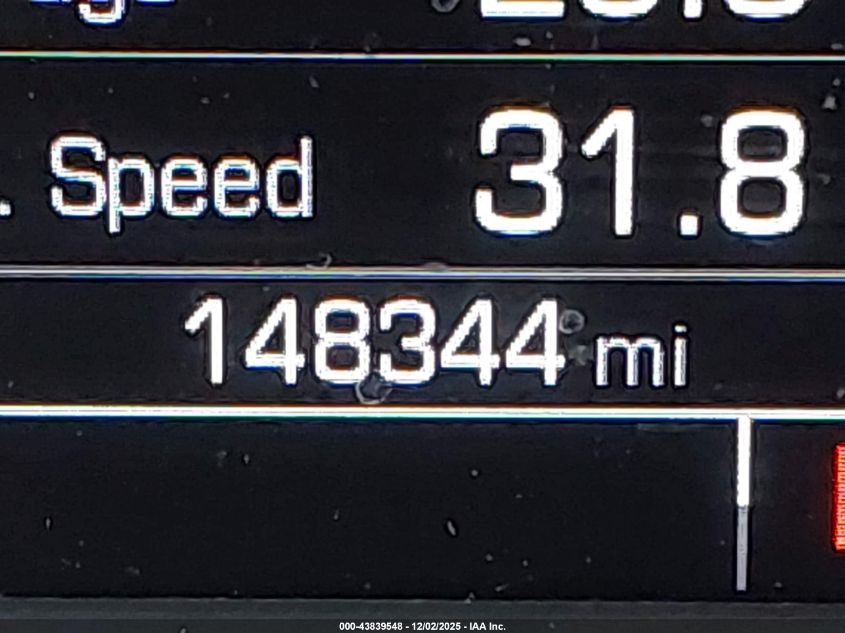 . Speed 31.8
148344 mi
000-43839548 - 12/02/2025 - IAA Inc.